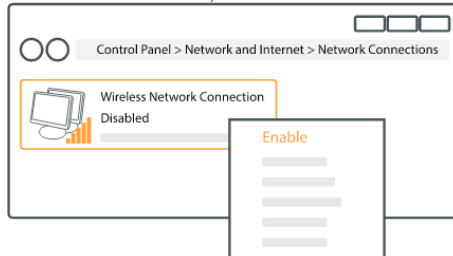 Control Panel > Network and Internet > Network Connections
Wireless Network Connection
Disabled
Enable